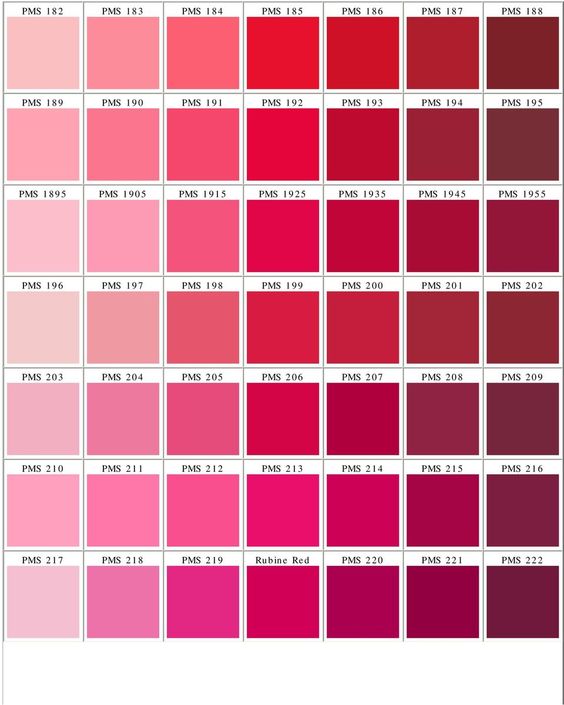 PMS 182 PMS 183 PMS 184 PMS 185 PMS 186 PMS 187 PMS 188
PMS 189 PMS 190 PMS 191 PMS 192 PMS 193 PMS 194 PMS 195
PMS 1895 PMS 1905 PMS 1915 PMS 1925 PMS 1935 PMS 1945 PMS 1955
PMS 196 PMS 197 PMS 198 PMS 199 PMS 200 PMS 201 PMS 202
PMS 203 PMS 204 PMS 205 PMS 206 PMS 207 PMS 208 PMS 209
PMS 210 PMS 211 PMS 212 PMS 213 PMS 214 PMS 215 PMS 216
PMS 217 PMS 218 PMS 219 Rubine Red PMS 220 PMS 221 PMS 222